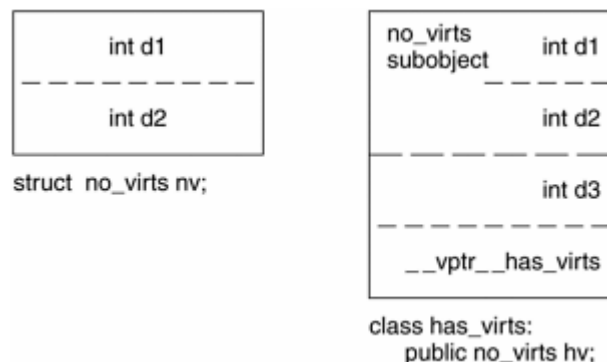 int d1
int d2
struct no_virts nv;
no_virts
subobject
int d1
int d2
int d3
__vptr__has_virts
class has_virts:
public no_virts hv;